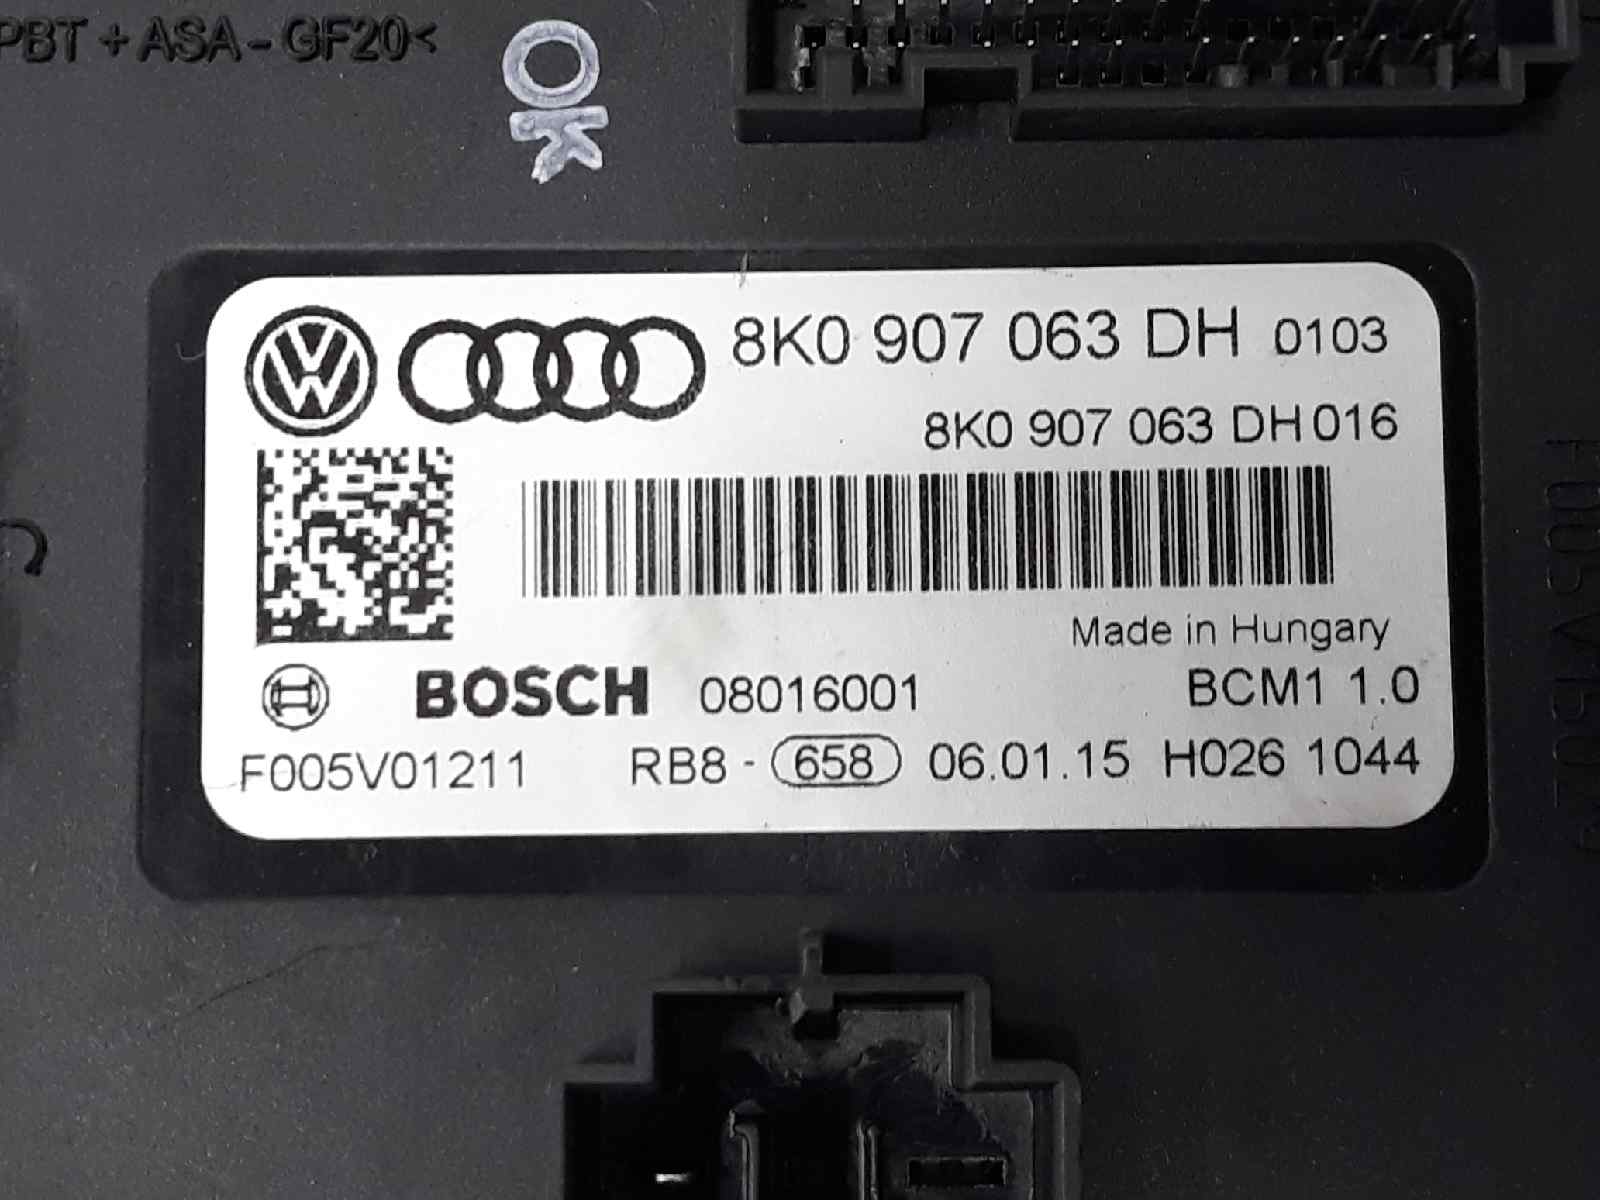 PBT + ASA - GF20<
OK
8K0 907 063 DH 0103
8K0 907 063 DH 016
Made in Hungary
BOSCH 08016001 BCM1 1.0
F005V01211 RB8 - 658 06.01.15 H026 1044